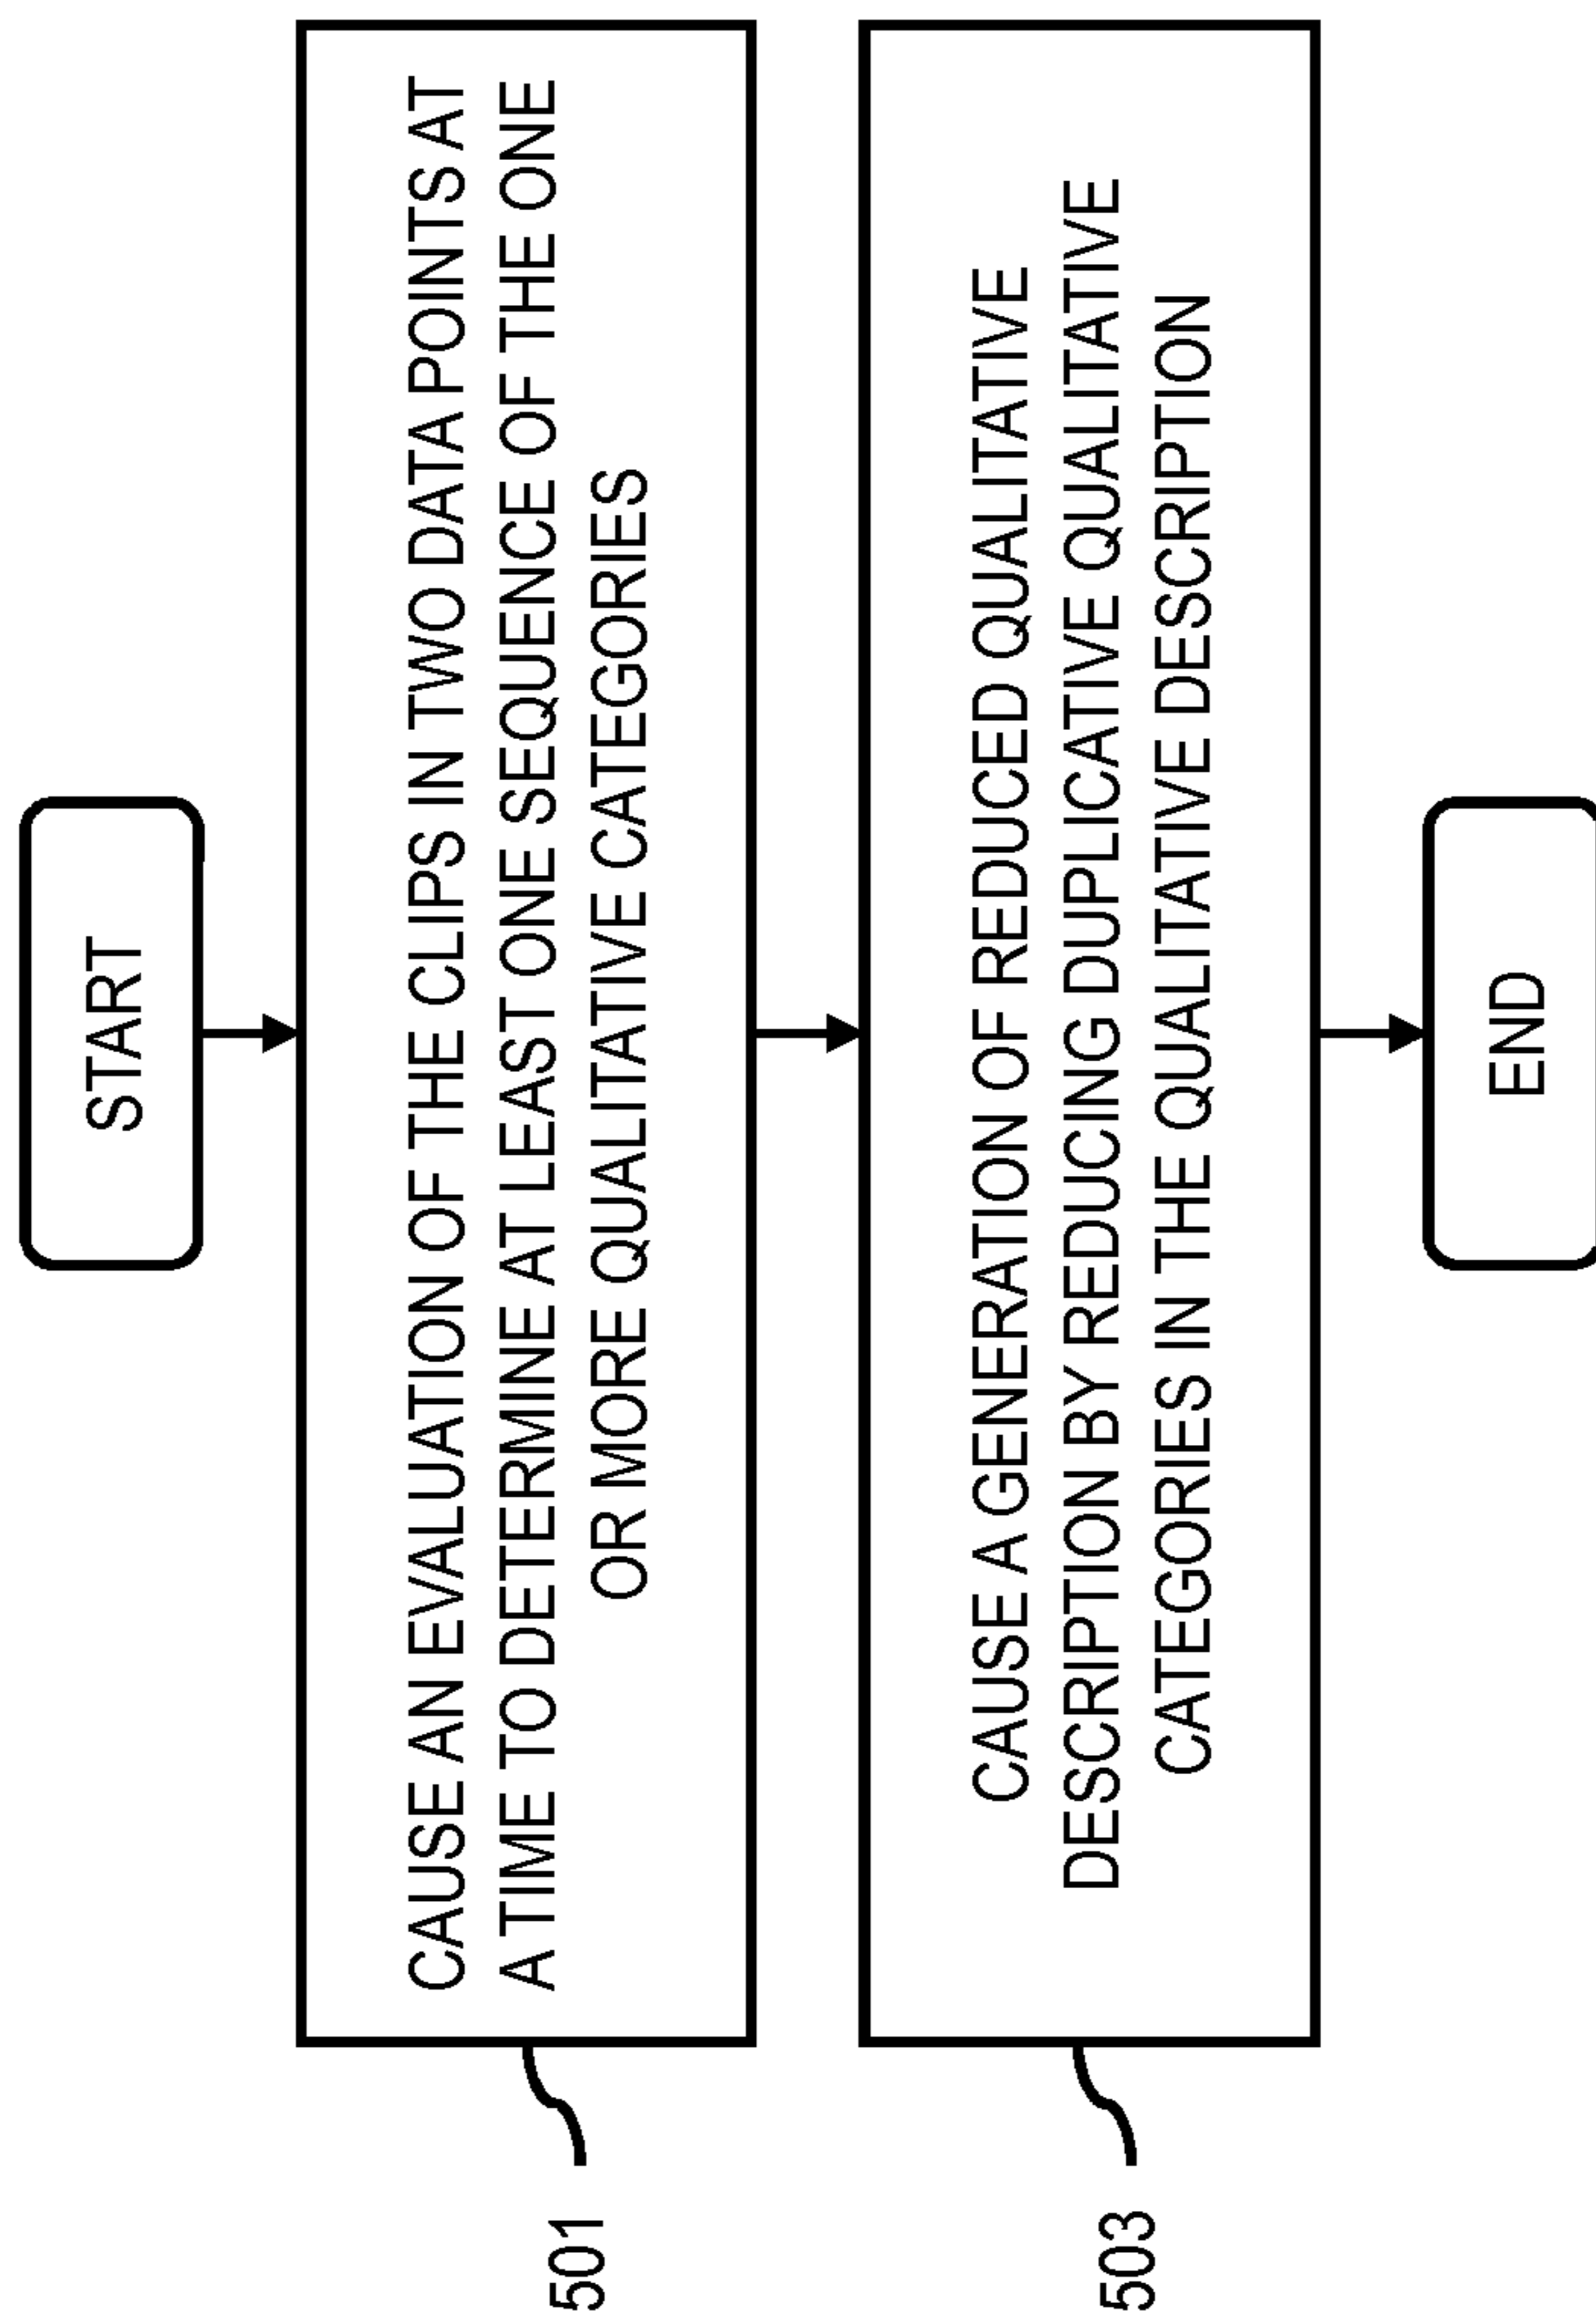 START
CAUSE AN EVALUATION OF THE CLIPS IN TWO DATA POINTS AT
A TIME TO DETERMINE AT LEAST ONE SEQUENCE OF THE ONE
OR MORE QUALITATIVE CATEGORIES
501
CAUSE A GENERATION OF REDUCED QUALITATIVE
DESCRIPTION BY REDUCING DUPLICATIVE QUALITATIVE
CATEGORIES IN THE QUALITATIVE DESCRIPTION
503
END